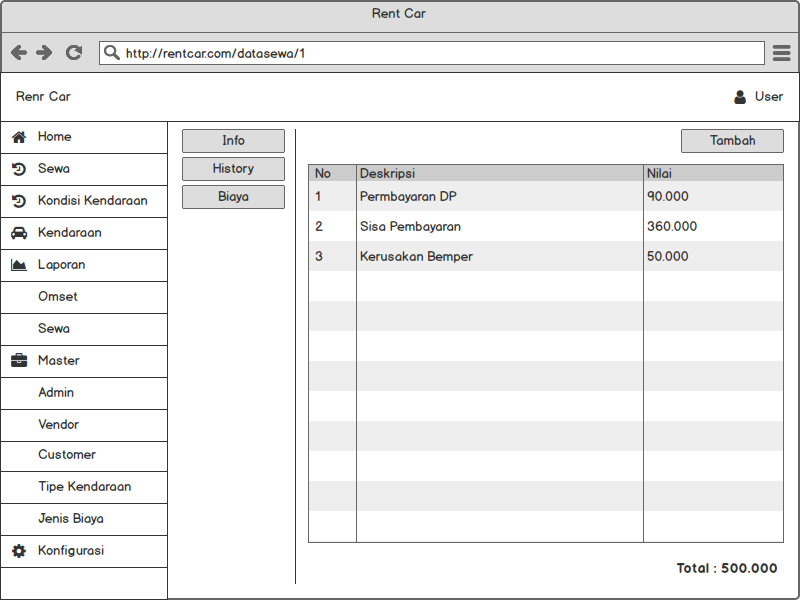 Rent Car
http://rentcar.com/datasewa/1
Renr Car
User
Home
Sewa
Kondisi Kendaraan
Kendaraan
Laporan
Omset
Sewa
Master
Admin
Vendor
Customer
Tipe Kendaraan
Jenis Biaya
Konfigurasi
Info
History
Biaya
Tambah
No Deskripsi Nilai
1 Permbayaran DP 90.000
2 Sisa Pembayaran 360.000
3 Kerusakan Bemper 50.000
Total : 500.000